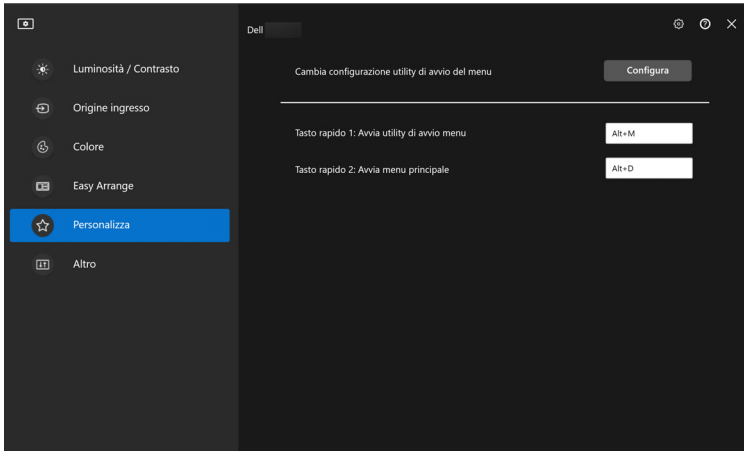 Dell
Luminosità / Contrasto
Origine ingresso
Colore
Easy Arrange
Personalizza
Altro
Cambia configurazione utility di avvio del menu
Configura
Tasto rapido 1: Avvia utility di avvio menu
Alt+M
Tasto rapido 2: Avvia menu principale
Alt+D